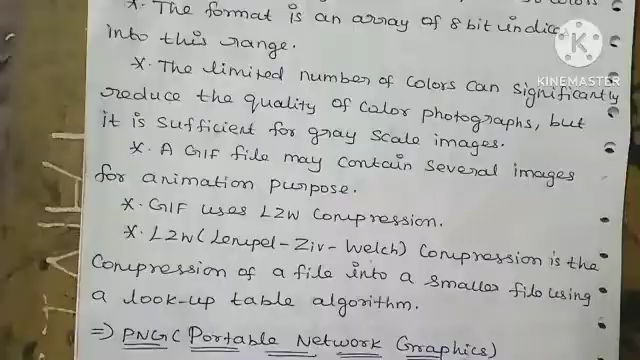 colors
*. The format is an array of 8 bit indices
into this range.
*. The limited number of colors can significantly
reduce the quality of color photographs, but
it is sufficient for gray scale images.
*. A GIF file may contain several images
for animation purpose.
*. GIF uses LZW compression.
*. LZW (Lempel-Ziv-Welch) Compression is the
compression of a file into a smaller file using
a look-up table algorithm.
=> PNG (Portable Network Graphics)
KINEMASTER